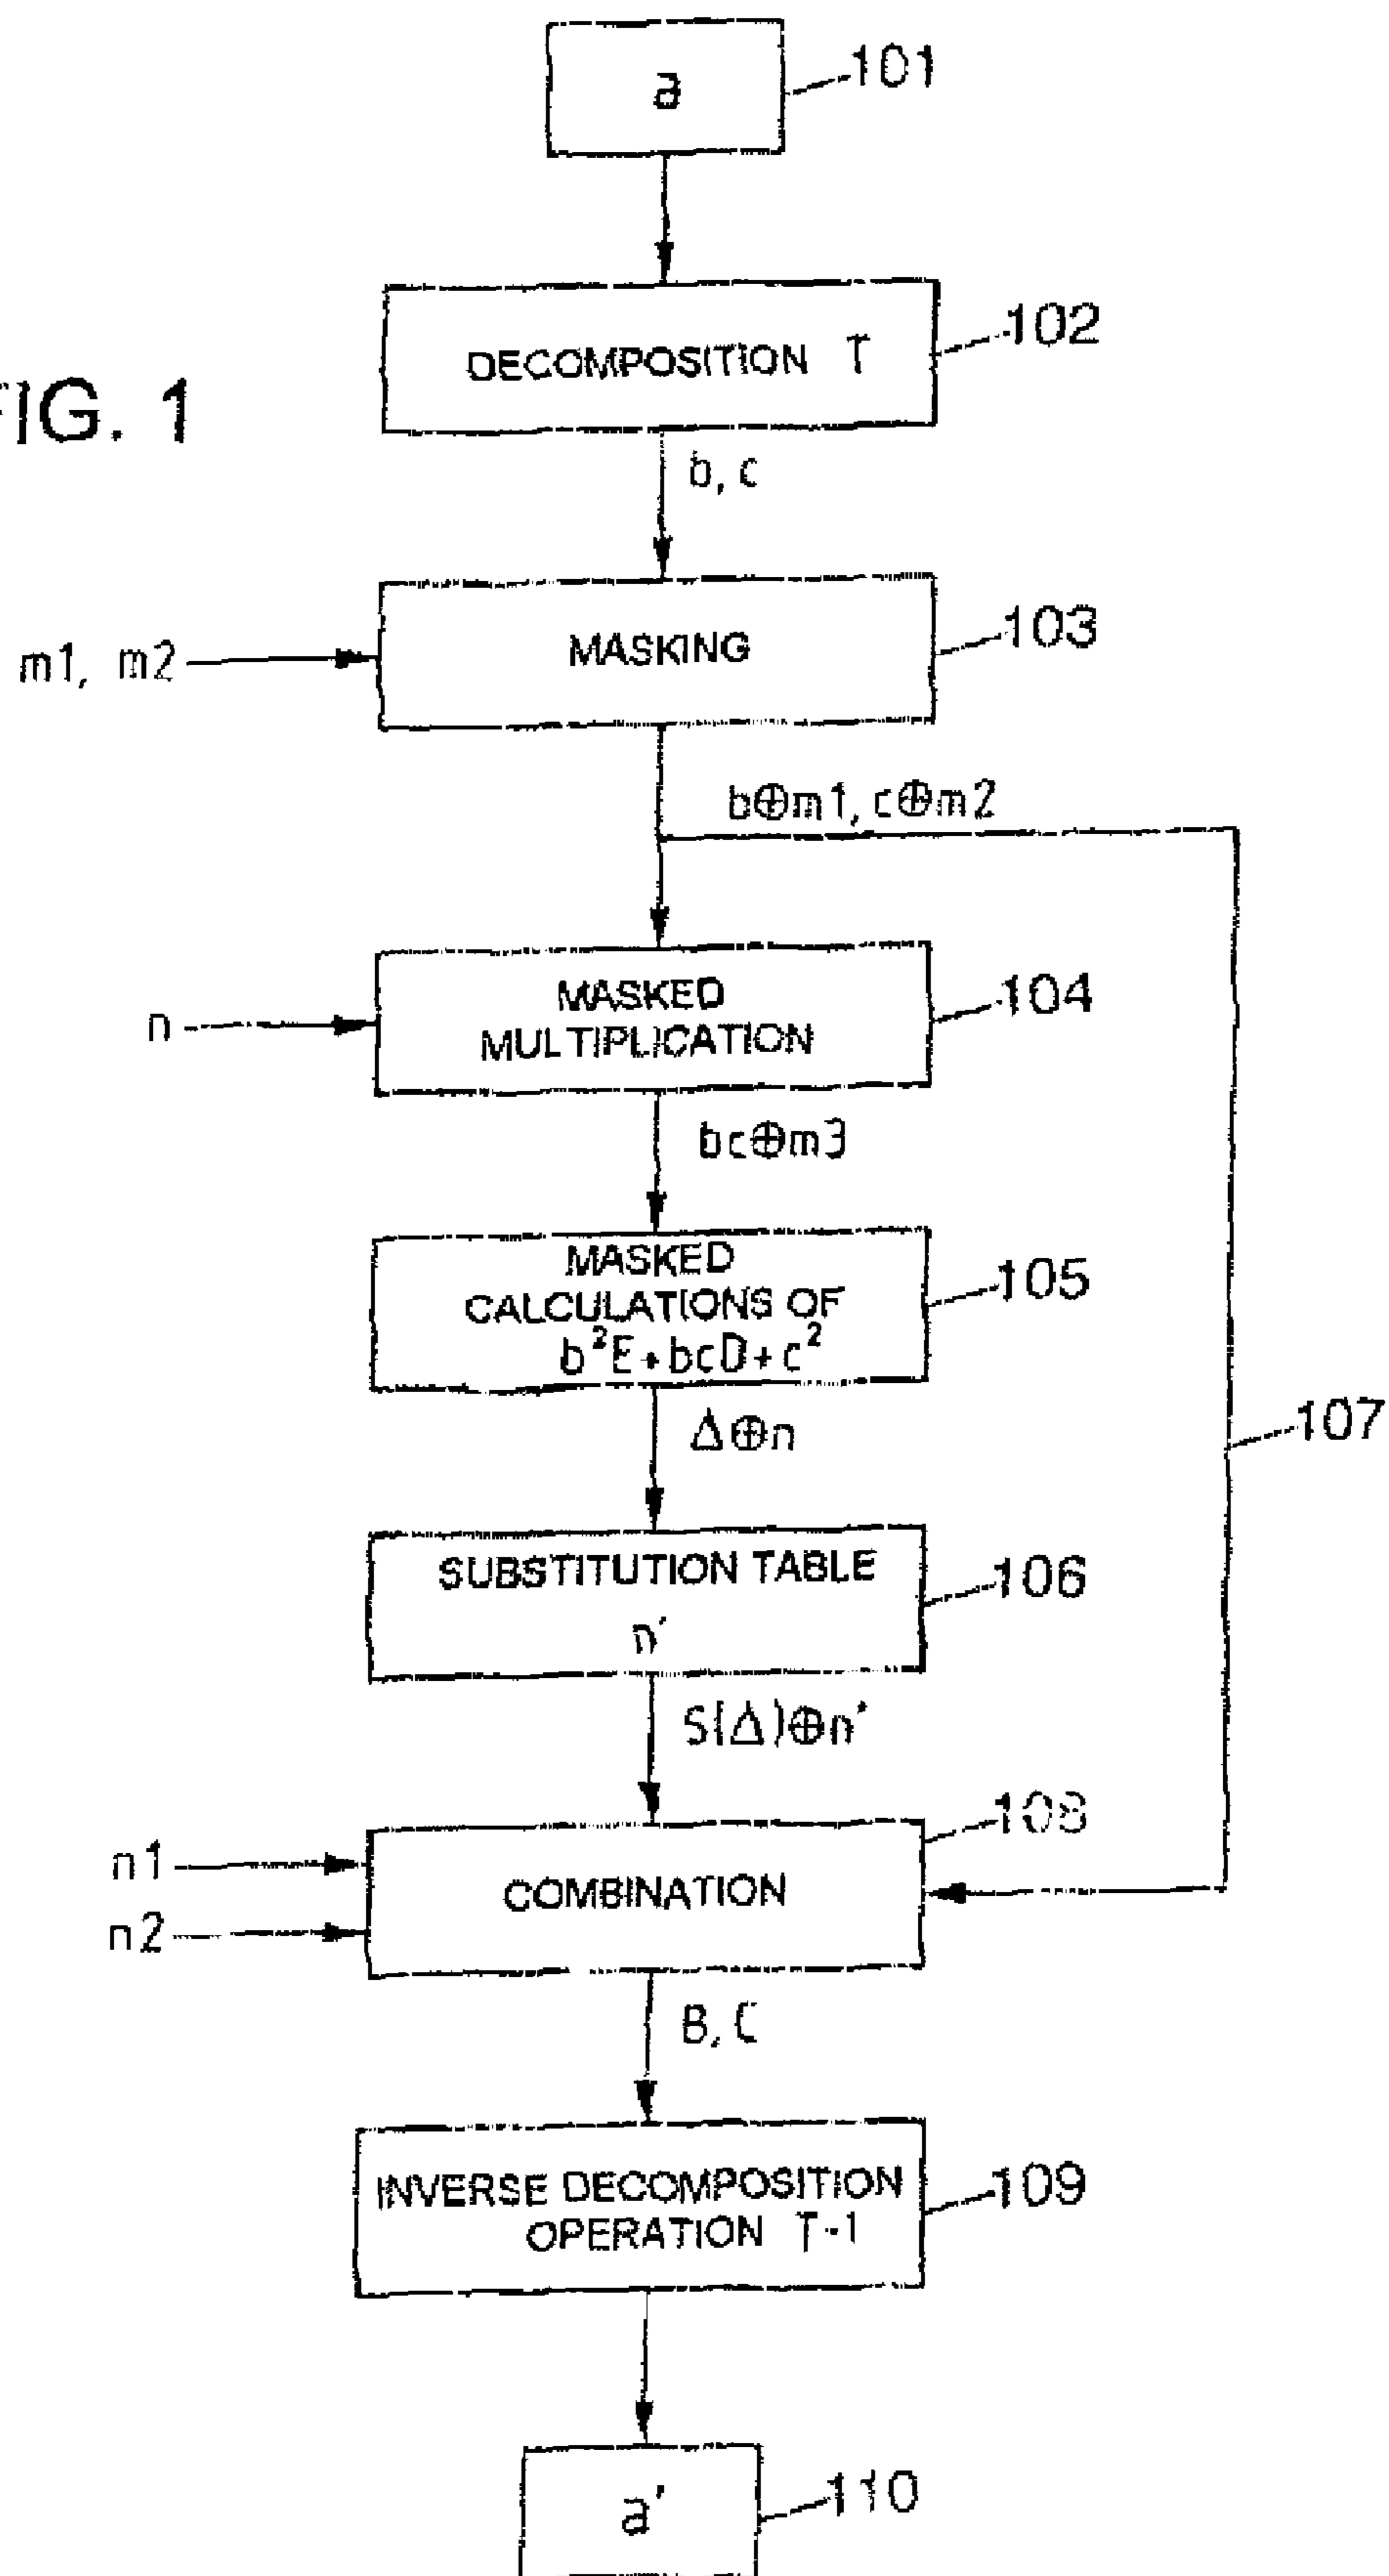 a
101
DECOMPOSITION T
102
FIG. 1
b, c
MASKING
103
m1, m2
b⊕m1, c⊕m2
MASKED
MULTIPLICATION
104
n
bc⊕m3
MASKED
CALCULATIONS OF
b²E+bcD+c²
105
Δ⊕n
107
SUBSTITUTION TABLE
n'
106
S(Δ)⊕n'
108
n1
COMBINATION
n2
B, C
INVERSE DECOMPOSITION
OPERATION T-1
109
a'
110